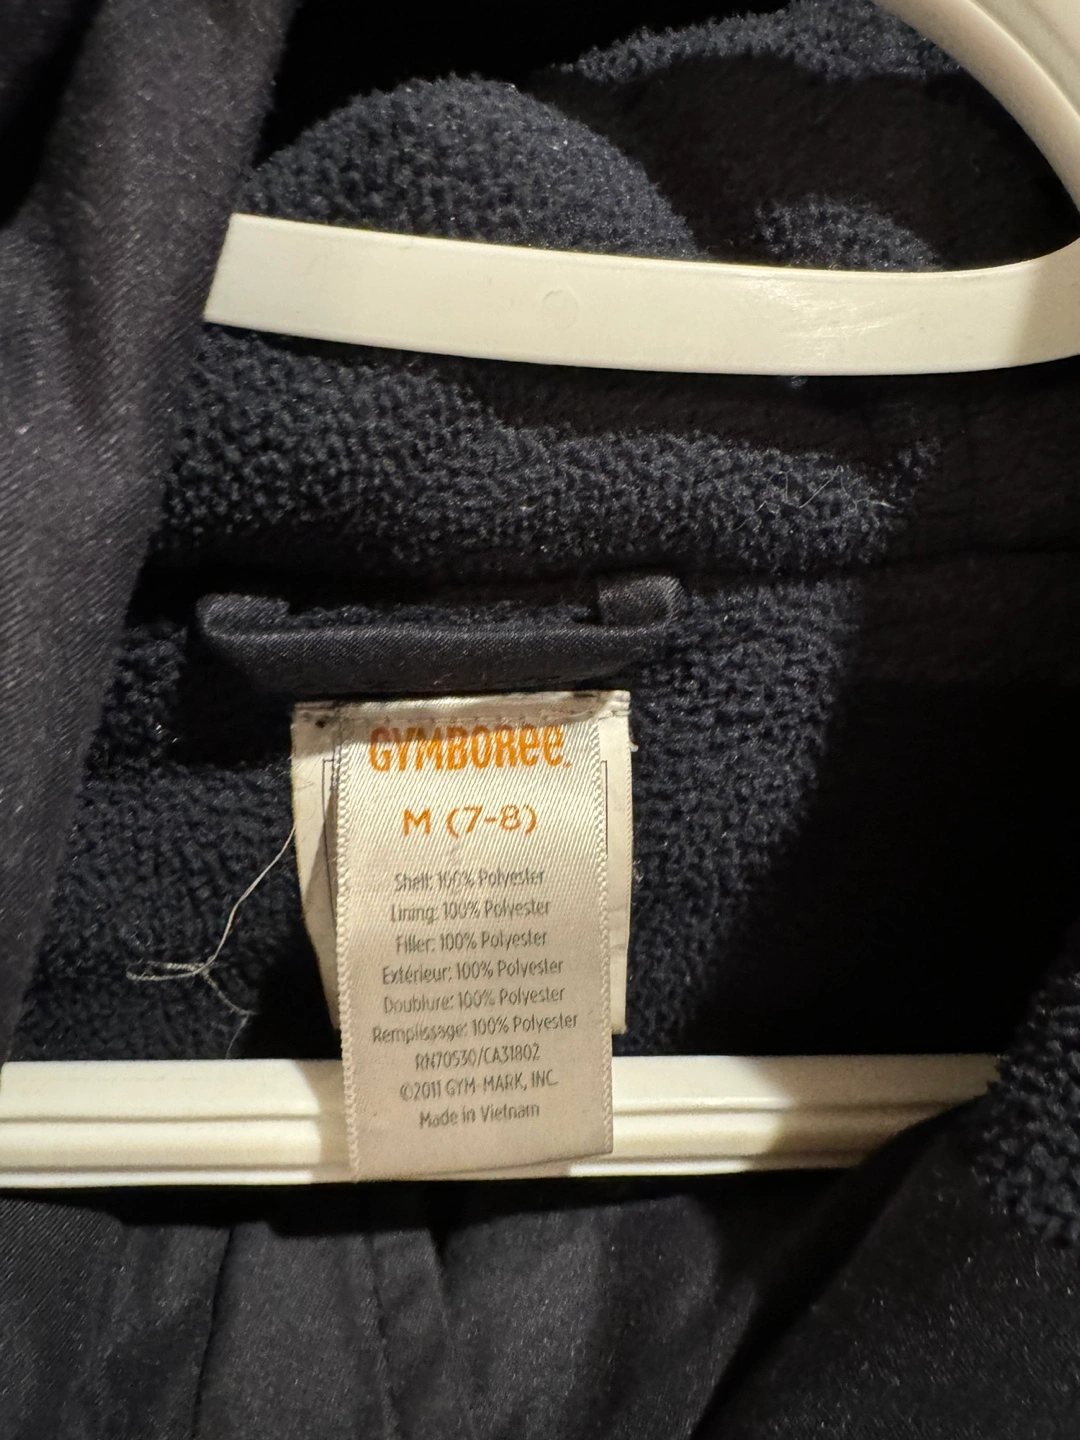 GYMBOREE
M (7-8)
Shell: 100% Polyester
Lining: 100% Polyester
Filler: 100% Polyester
Extérieur: 100% Polyester
Doublure: 100% Polyester
Remplissage: 100% Polyester
RN70530/CA31802
©2011 GYM-MARK, INC.
Made in Vietnam